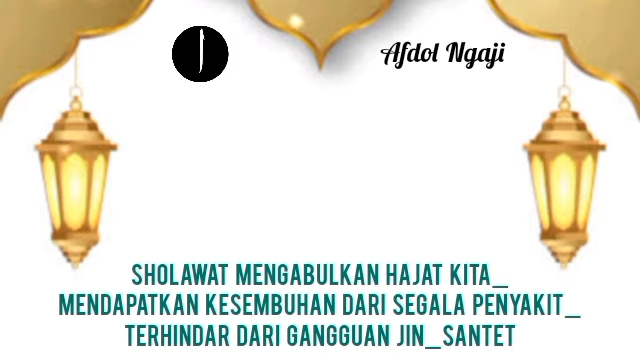 Afdol Ngaji
SHOLAWAT MENGABULKAN HAJAT KITA_
MENDAPATKAN KESEMBUHAN DARI SEGALA PENYAKIT_
TERHINDAR DARI GANGGUAN JIN_SANTET